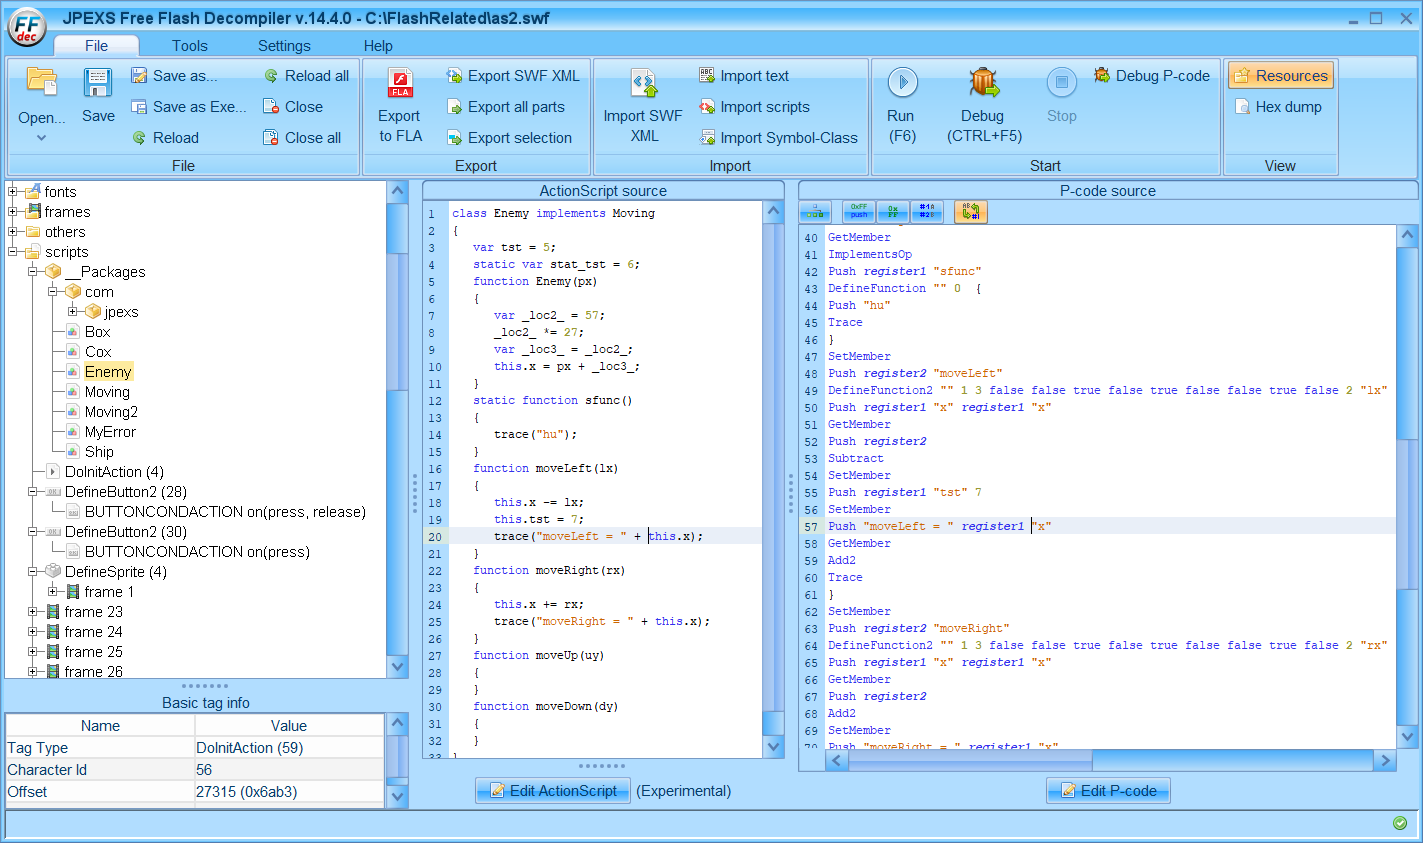 JPEXS Free Flash Decompiler v.14.4.0 - C:\FlashRelated\as2.swf
FF
dec
File Tools Settings Help
Open...
Save
Save as...
Save as Exe...
Reload
Reload all
Close
Close all
File
Export
to FLA
FLA
Export SWF XML
Export all parts
Export selection
Export
Import SWF
XML
Import text
Import scripts
Import Symbol-Class
Import
Run
(F6)
Debug
(CTRL+F5)
Stop
Debug P-code
Start
Resources
Hex dump
View
fonts
frames
others
scripts
__Packages
com
jpexs
Box
Cox
Enemy
Moving
Moving2
MyError
Ship
DoInitAction (4)
DefineButton2 (28)
BUTTONCONDACTION on(press, release)
DefineButton2 (30)
BUTTONCONDACTION on(press)
DefineSprite (4)
frame 1
frame 23
frame 24
frame 25
frame 26
Basic tag info
Name Value
Tag Type DoInitAction (59)
Character Id 56
Offset 27315 (0x6ab3)
ActionScript source
1 class Enemy implements Moving
2 {
3 var tst = 5;
4 static var stat_tst = 6;
5 function Enemy(px)
6 {
7 var _loc2_ = 57;
8 _loc2_ *= 27;
9 var _loc3_ = _loc2_;
10 this.x = px + _loc3_;
11 }
12 static function sfunc()
13 {
14 trace("hu");
15 }
16 function moveLeft(lx)
17 {
18 this.x -= lx;
19 this.tst = 7;
20 trace("moveLeft = " + this.x);
21 }
22 function moveRight(rx)
23 {
24 this.x += rx;
25 trace("moveRight = " + this.x);
26 }
27 function moveUp(uy)
28 {
29 }
30 function moveDown(dy)
31 {
32 }
33 }
Edit ActionScript (Experimental)
P-code source
0xFF
push
0x
FF
#1A
#2B
40 GetMember
41 ImplementsOp
42 Push register1 "sfunc"
43 DefineFunction "" 0 {
44 Push "hu"
45 Trace
46 }
47 SetMember
48 Push register2 "moveLeft"
49 DefineFunction2 "" 1 3 false false true false true false false true false 2 "lx"
50 Push register1 "x" register1 "x"
51 GetMember
52 Push register2
53 Subtract
54 SetMember
55 Push register1 "tst" 7
56 SetMember
57 Push "moveLeft = " register1 "x"
58 GetMember
59 Add2
60 Trace
61 }
62 SetMember
63 Push register2 "moveRight"
64 DefineFunction2 "" 1 3 false false true false true false false true false 2 "rx"
65 Push register1 "x" register1 "x"
66 GetMember
67 Push register2
68 Add2
69 SetMember
70 Push "moveRight = " register1 "x"
Edit P-code